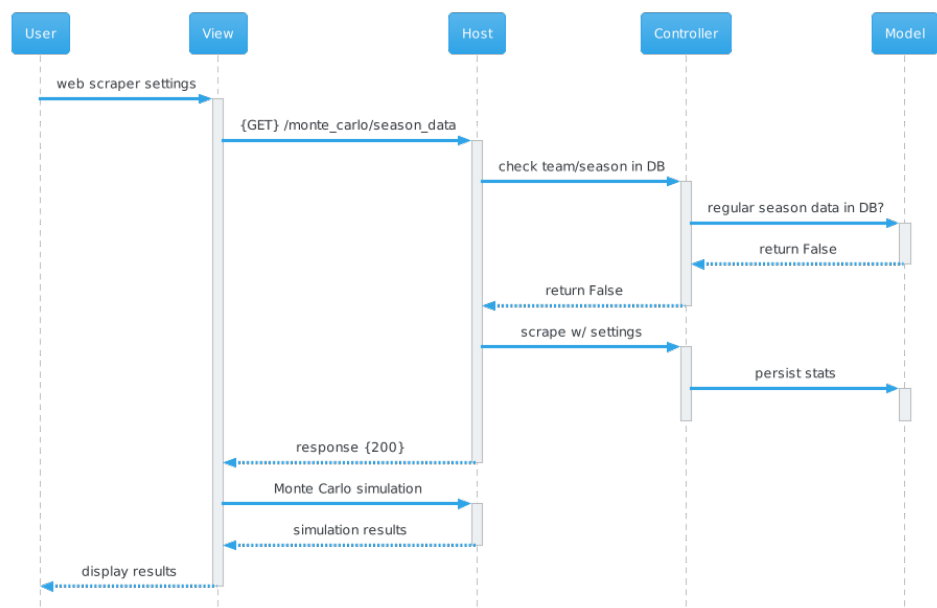 User
View
Host
Controller
Model
web scraper settings
{GET} /monte_carlo/season_data
check team/season in DB
regular season data in DB?
return False
return False
scrape w/ settings
persist stats
response {200}
Monte Carlo simulation
simulation results
display results